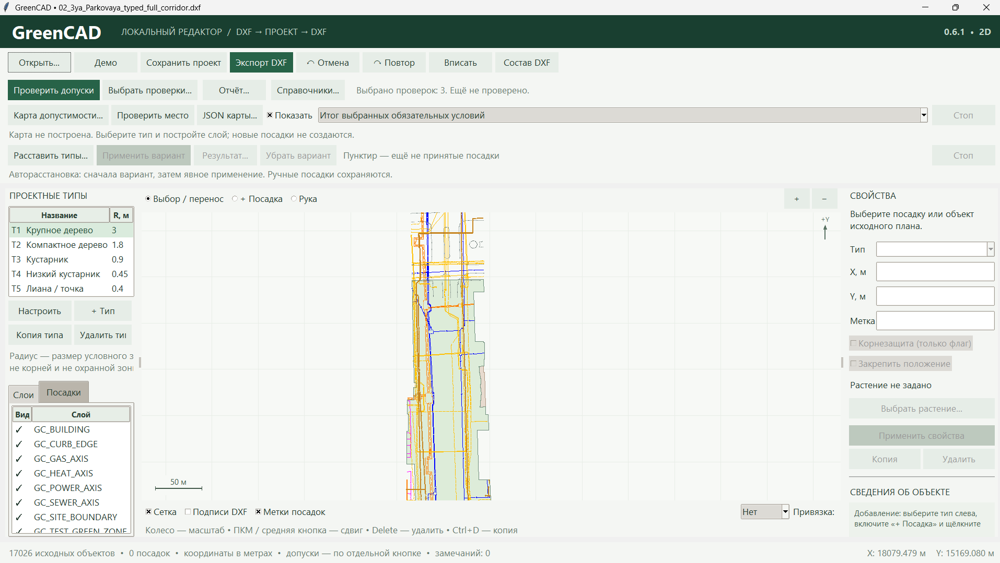 GreenCAD • 02_3ya_Parkovaya_typed_full_corridor.dxf
GreenCAD ЛОКАЛЬНЫЙ РЕДАКТОР / DXF → ПРОЕКТ → DXF 0.6.1 • 2D
Открыть... Демо Сохранить проект Экспорт DXF ↶ Отмена ↷ Повтор Вписать Состав DXF
Проверить допуски Выбрать проверки... Отчёт... Справочники... Выбрано проверок: 3. Ещё не проверено.
Карта допустимости... Проверить место JSON карты... Показать Итог выбранных обязательных условий Стоп
Карта не построена. Выберите тип и постройте слой; новые посадки не создаются.
Расставить типы... Применить вариант Результат... Убрать вариант Пунктир — ещё не принятые посадки Стоп
Авторасстановка: сначала вариант, затем явное применение. Ручные посадки сохраняются.
ПРОЕКТНЫЕ ТИПЫ
Название R, м
T1 Крупное дерево 3
T2 Компактное дерево 1.8
T3 Кустарник 0.9
T4 Низкий кустарник 0.45
T5 Лиана / точка 0.4
Настроить + Тип
Копия типа Удалить ти
Радиус — размер условного з
не корней и не охранной зон
Слои Посадки
Вид Слой
✓ GC_BUILDING
✓ GC_CURB_EDGE
✓ GC_GAS_AXIS
✓ GC_HEAT_AXIS
✓ GC_POWER_AXIS
✓ GC_SEWER_AXIS
✓ GC_SITE_BOUNDARY
✓ GC_TEST_GREEN_ZONE
Выбор / перенос + Посадка Рука + −
+Y
50 м
Сетка Подписи DXF Метки посадок Нет Привязка:
Колесо — масштаб • ПКМ / средняя кнопка — сдвиг • Delete — удалить • Ctrl+D — копия
СВОЙСТВА
Выберите посадку или объект
исходного плана.
Тип
X, м
Y, м
Метка
Корнезащита (только флаг)
Закрепить положение
Растение не задано
Выбрать растение...
Применить свойства
Копия Удалить
СВЕДЕНИЯ ОБ ОБЪЕКТЕ
Добавление: выберите тип слева,
включите «+ Посадка» и щёлкните
17026 исходных объектов • 0 посадок • координаты в метрах • допуски — по отдельной кнопке • замечаний: 0 X: 18079.479 м Y: 15169.080 м